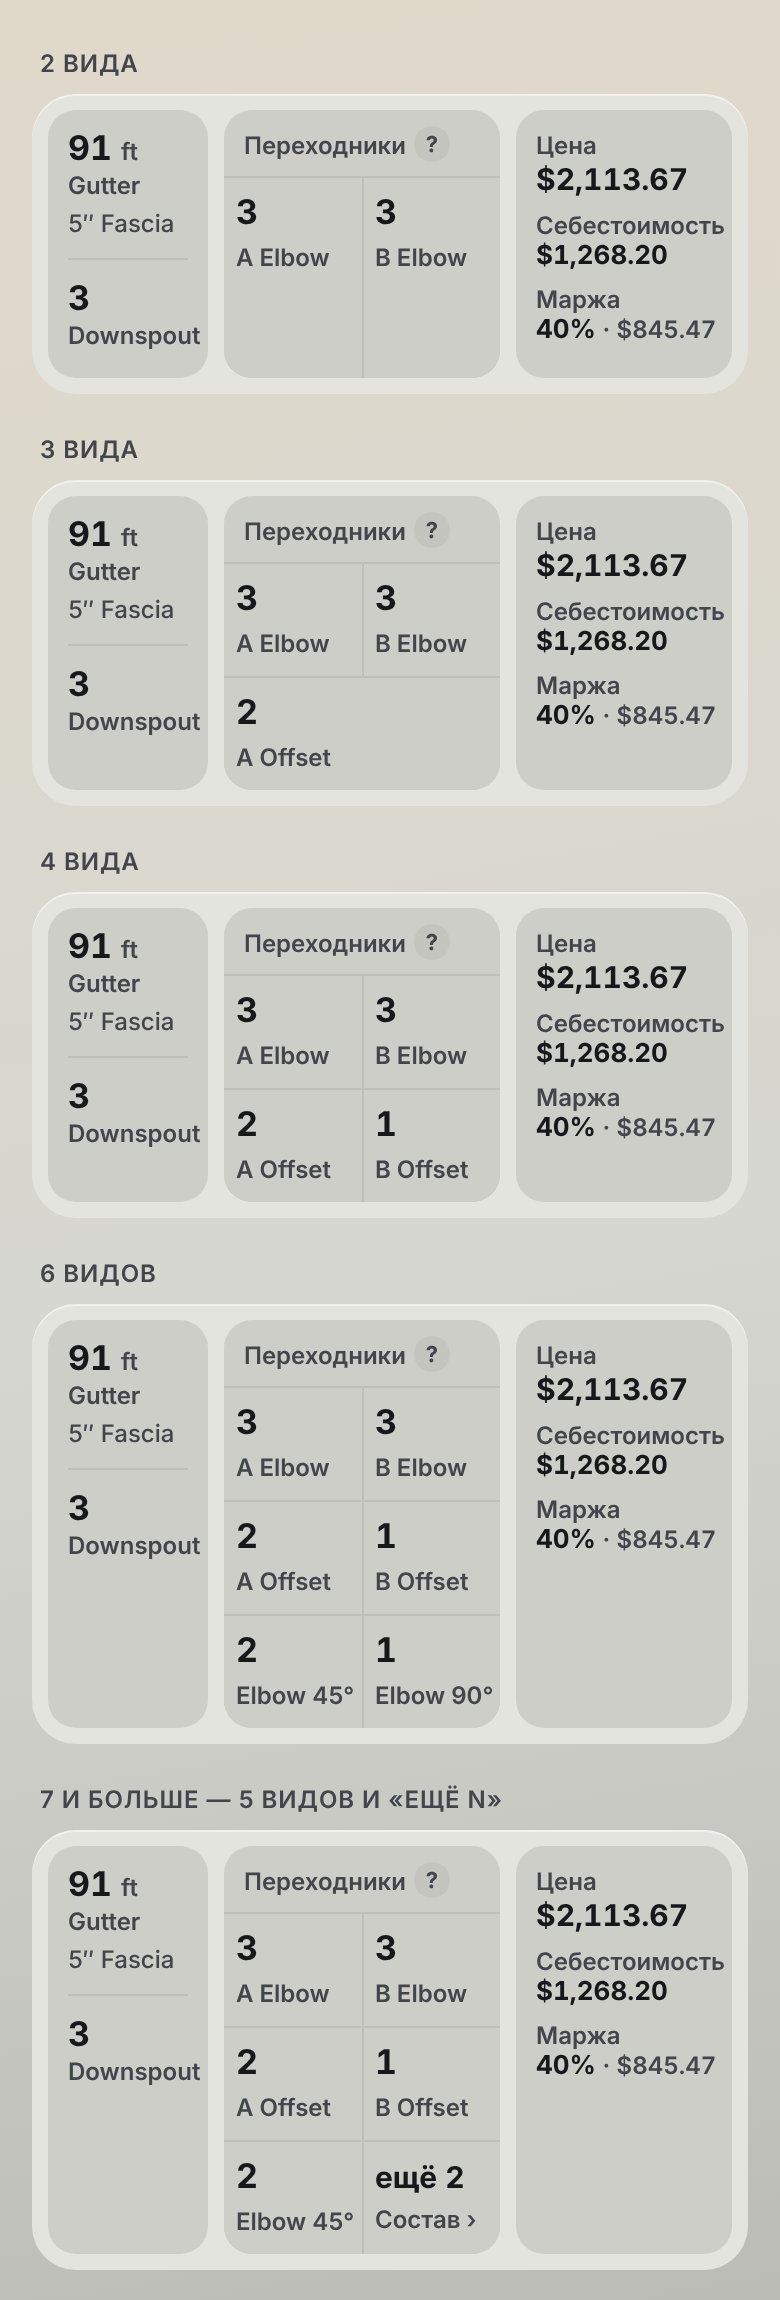 2 ВИДА
91 ft
Gutter
5″ Fascia
3
Downspout
Переходники ?
3 3
A Elbow B Elbow
Цена
$2,113.67
Себестоимость
$1,268.20
Маржа
40% · $845.47
3 ВИДА
91 ft
Gutter
5″ Fascia
3
Downspout
Переходники ?
3 3
A Elbow B Elbow
2
A Offset
Цена
$2,113.67
Себестоимость
$1,268.20
Маржа
40% · $845.47
4 ВИДА
91 ft
Gutter
5″ Fascia
3
Downspout
Переходники ?
3 3
A Elbow B Elbow
2 1
A Offset B Offset
Цена
$2,113.67
Себестоимость
$1,268.20
Маржа
40% · $845.47
6 ВИДОВ
91 ft
Gutter
5″ Fascia
3
Downspout
Переходники ?
3 3
A Elbow B Elbow
2 1
A Offset B Offset
2 1
Elbow 45° Elbow 90°
Цена
$2,113.67
Себестоимость
$1,268.20
Маржа
40% · $845.47
7 И БОЛЬШЕ — 5 ВИДОВ И «ЕЩЁ N»
91 ft
Gutter
5″ Fascia
3
Downspout
Переходники ?
3 3
A Elbow B Elbow
2 1
A Offset B Offset
2 ещё 2
Elbow 45° Состав ›
Цена
$2,113.67
Себестоимость
$1,268.20
Маржа
40% · $845.47